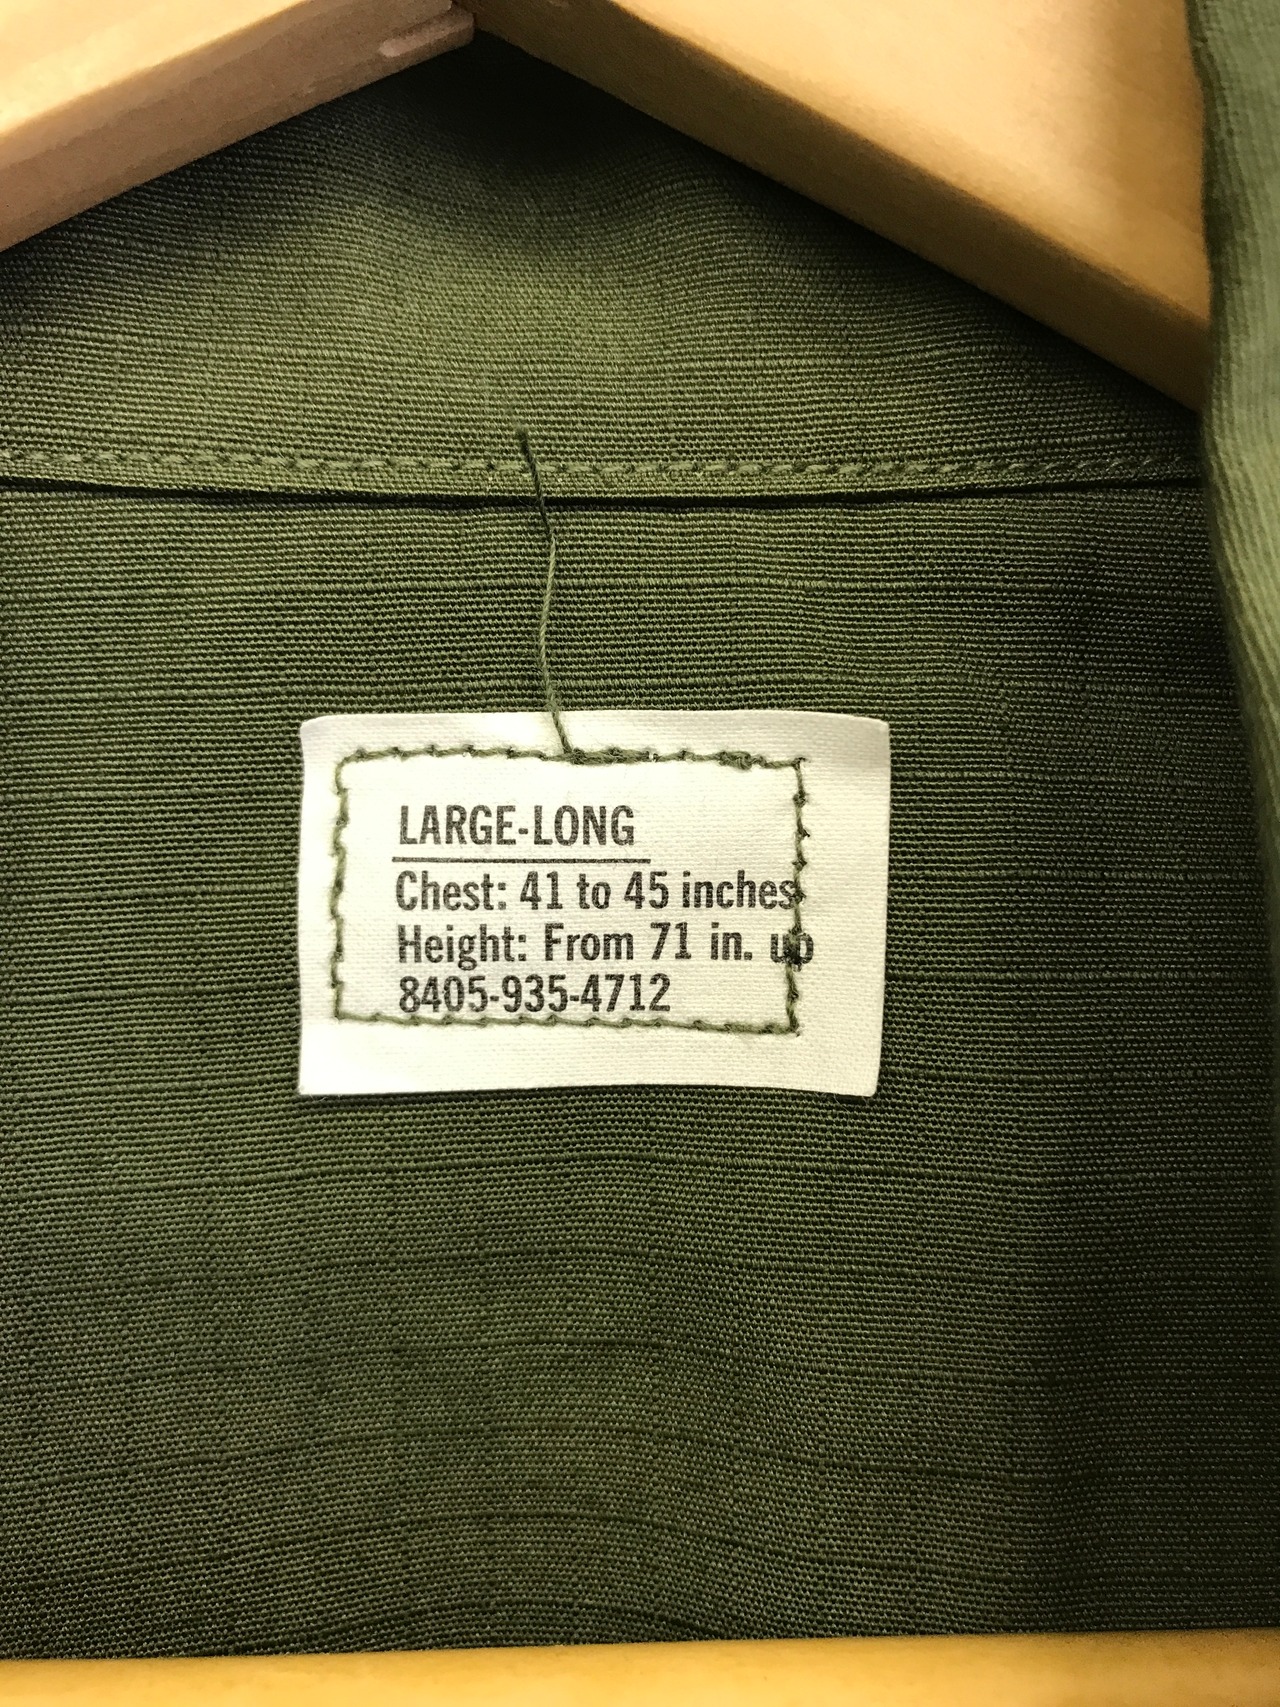 LARGE-LONG
Chest: 41 to 45 inches
Height: From 71 in. up
8405-935-4712